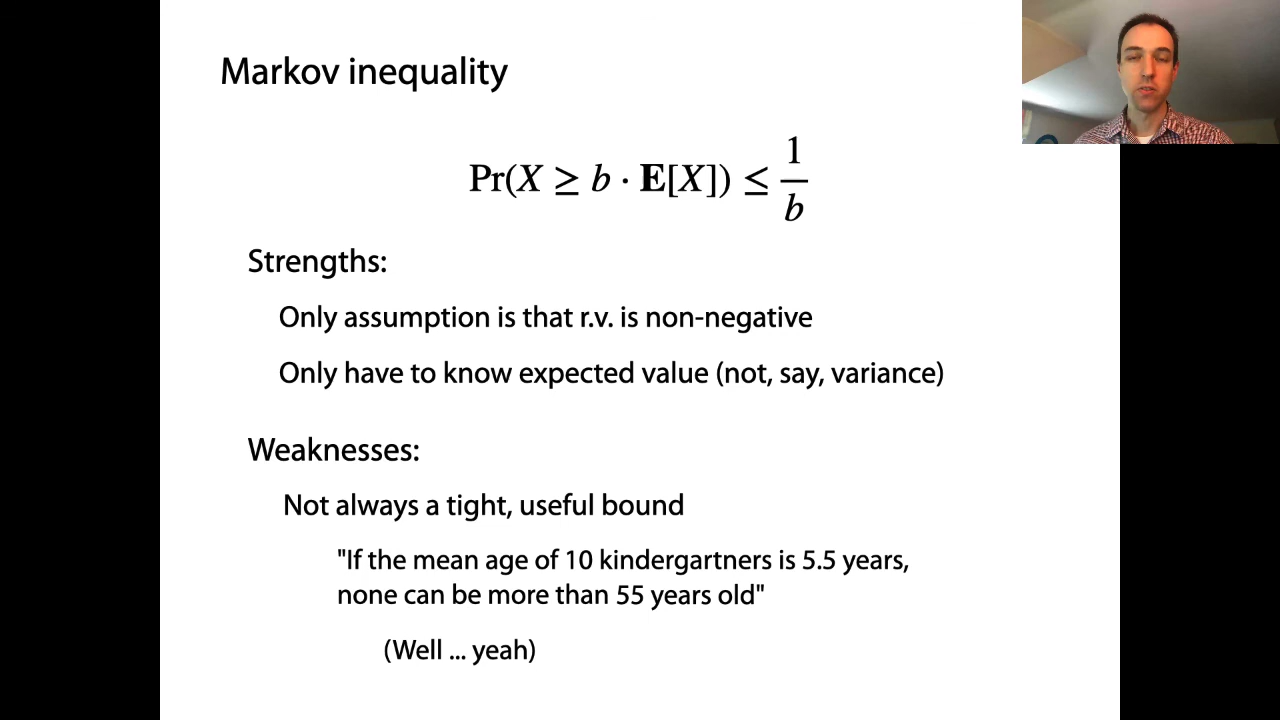 Markov inequality
Pr(X ≥ b · E[X]) ≤ 1/b
Strengths:
Only assumption is that r.v. is non-negative
Only have to know expected value (not, say, variance)
Weaknesses:
Not always a tight, useful bound
"If the mean age of 10 kindergartners is 5.5 years,
none can be more than 55 years old"
(Well ... yeah)